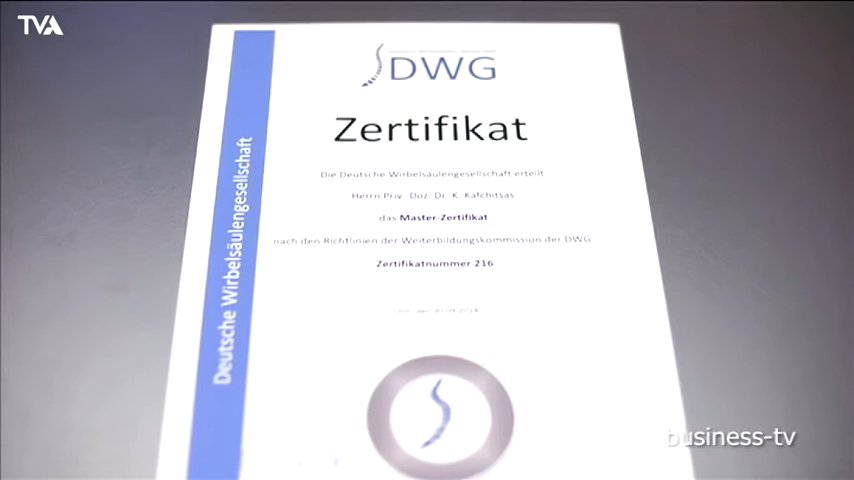 TVA
DWG
Zertifikat
Die Deutsche Wirbelsäulengesellschaft erteilt
Herrn Priv. Doz. Dr. K. Kafchitsas
das Master-Zertifikat
nach den Richtlinien der Weiterbildungskommission der DWG
Zertifikatnummer 216
Deutsche Wirbelsäulengesellschaft
business-tv